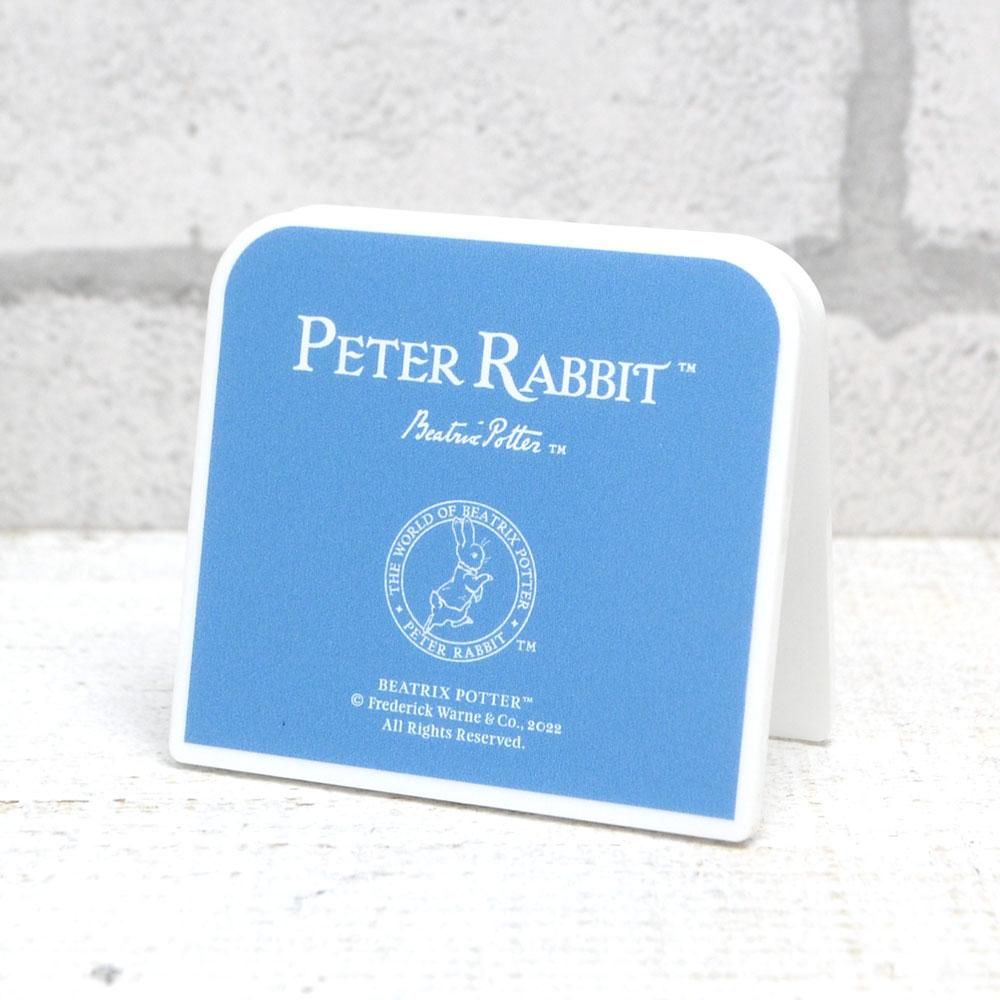 PETER RABBIT™
Beatrix Potter ™
THE WORLD OF BEATRIX POTTER
★ PETER RABBIT ★ ™
BEATRIX POTTER™
© Frederick Warne & Co., 2022
All Rights Reserved.